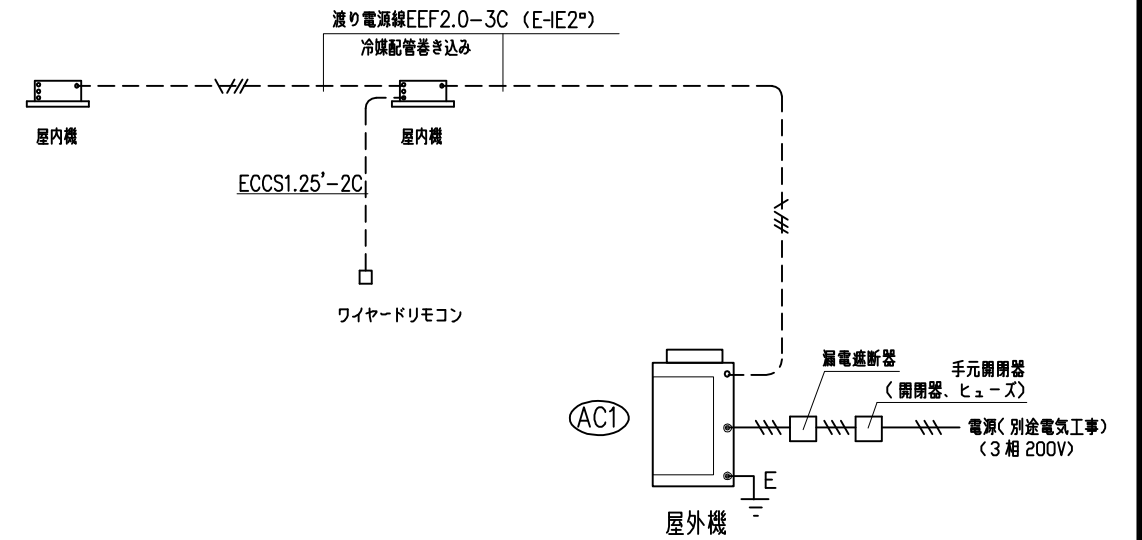 渡り電源線EEF2.0-3C (E-IE2°)
冷媒配管巻き込み
屋内機
屋内機
ECCS1.25'-2C
ワイヤードリモコン
漏電遮断器
手元開閉器
(開閉器、ヒューズ)
AC1
電源(別途電気工事)
(3相200V)
E
屋外機